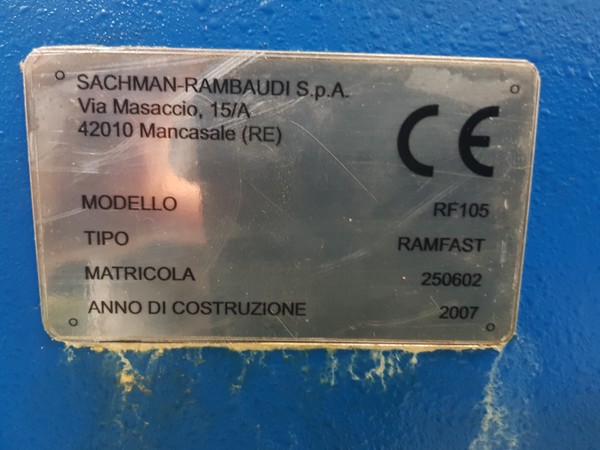 SACHMAN-RAMBAUDI S.p.A.
Via Masaccio, 15/A
42010 Mancasale (RE)
CE
MODELLO RF105
TIPO RAMFAST
MATRICOLA 250602
ANNO DI COSTRUZIONE 2007